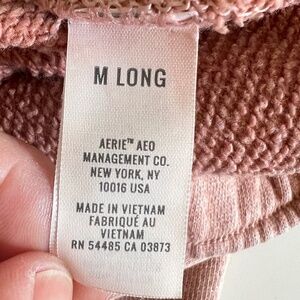 M LONG
AERIE™ AEO
MANAGEMENT CO.
NEW YORK, NY
10016 USA
MADE IN VIETNAM
FABRIQUÉ AU
VIETNAM
RN 54485 CA 03873